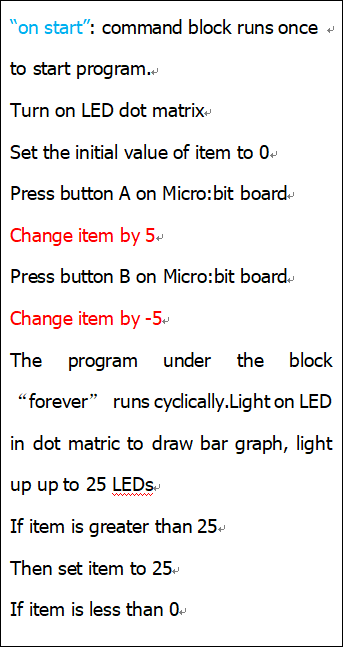 “on start”: command block runs once
to start program.
Turn on LED dot matrix
Set the initial value of item to 0
Press button A on Micro:bit board
Change item by 5
Press button B on Micro:bit board
Change item by -5
The program under the block
“forever” runs cyclically.Light on LED
in dot matric to draw bar graph, light
up up to 25 LEDs
If item is greater than 25
Then set item to 25
If item is less than 0